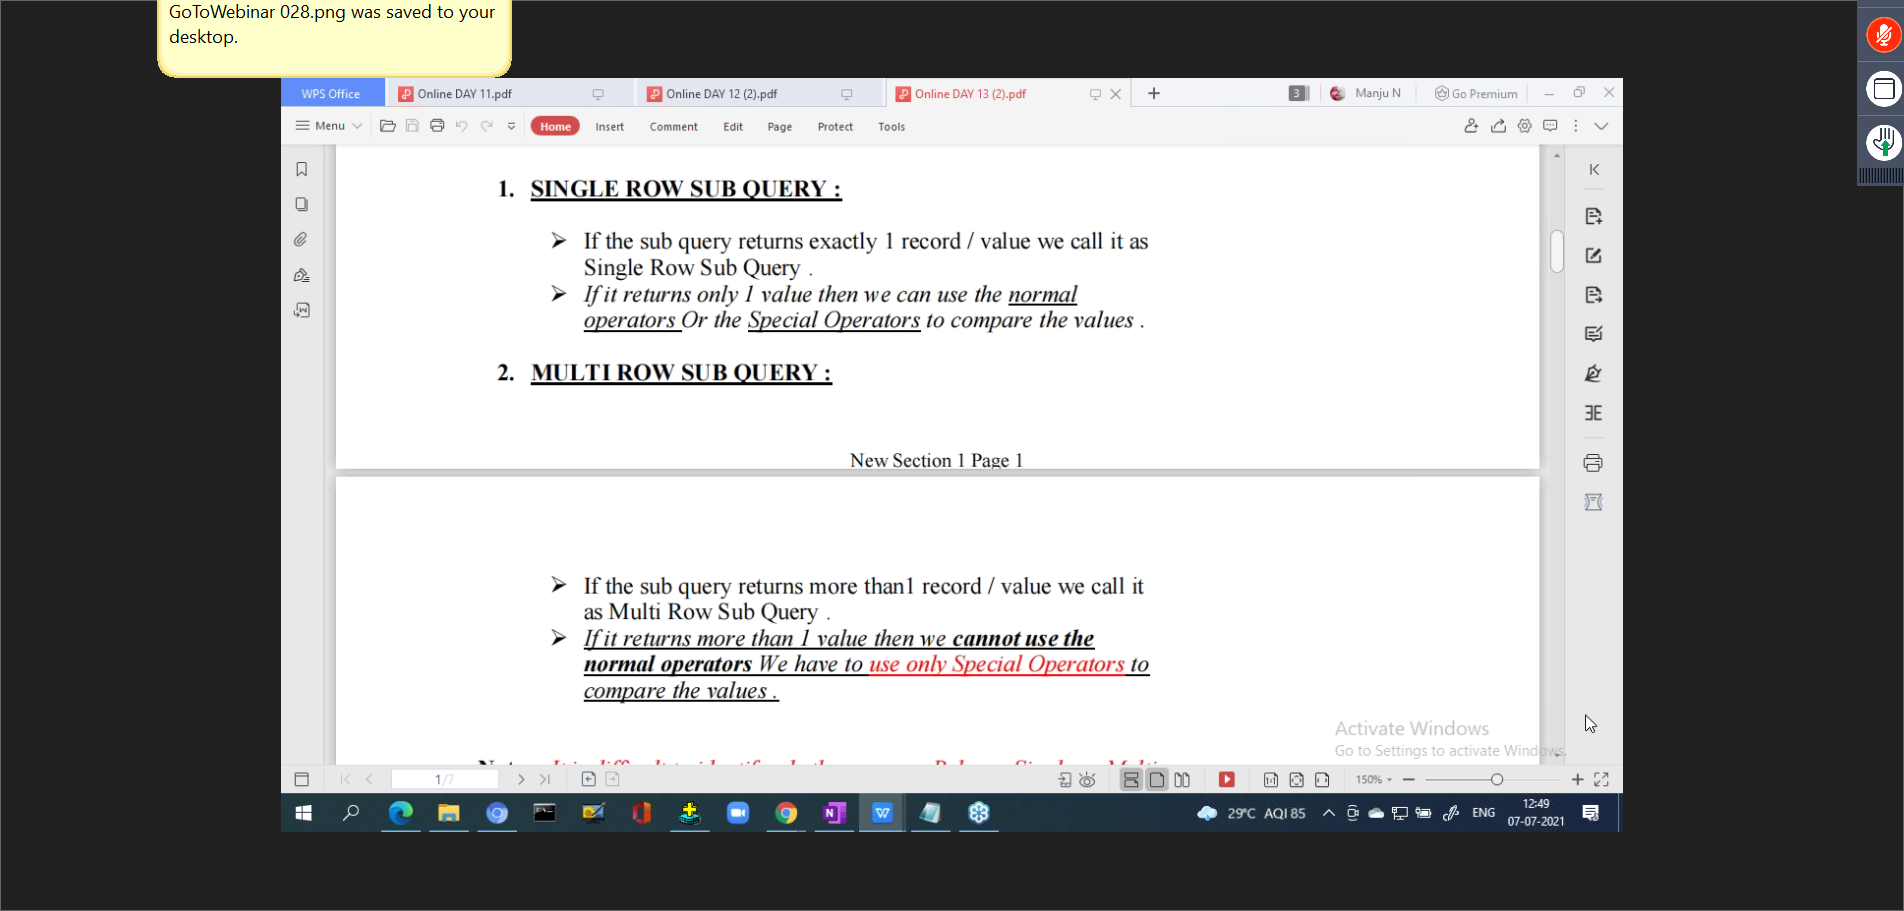 GoToWebinar 028.png was saved to your
desktop.
WPS Office
Online DAY 11.pdf
Online DAY 12 (2).pdf
Online DAY 13 (2).pdf
3
Manju N
Go Premium
Menu
Home
Insert
Comment
Edit
Page
Protect
Tools
1. SINGLE ROW SUB QUERY :
➢ If the sub query returns exactly 1 record / value we call it as
Single Row Sub Query .
➢ If it returns only 1 value then we can use the normal
operators Or the Special Operators to compare the values .
2. MULTI ROW SUB QUERY :
New Section 1 Page 1
➢ If the sub query returns more than1 record / value we call it
as Multi Row Sub Query .
➢ If it returns more than 1 value then we cannot use the
normal operators We have to use only Special Operators to
compare the values .
Activate Windows
Go to Settings to activate Windows.
1/7
150%
29°C AQI 85
ENG
12:49
07-07-2021